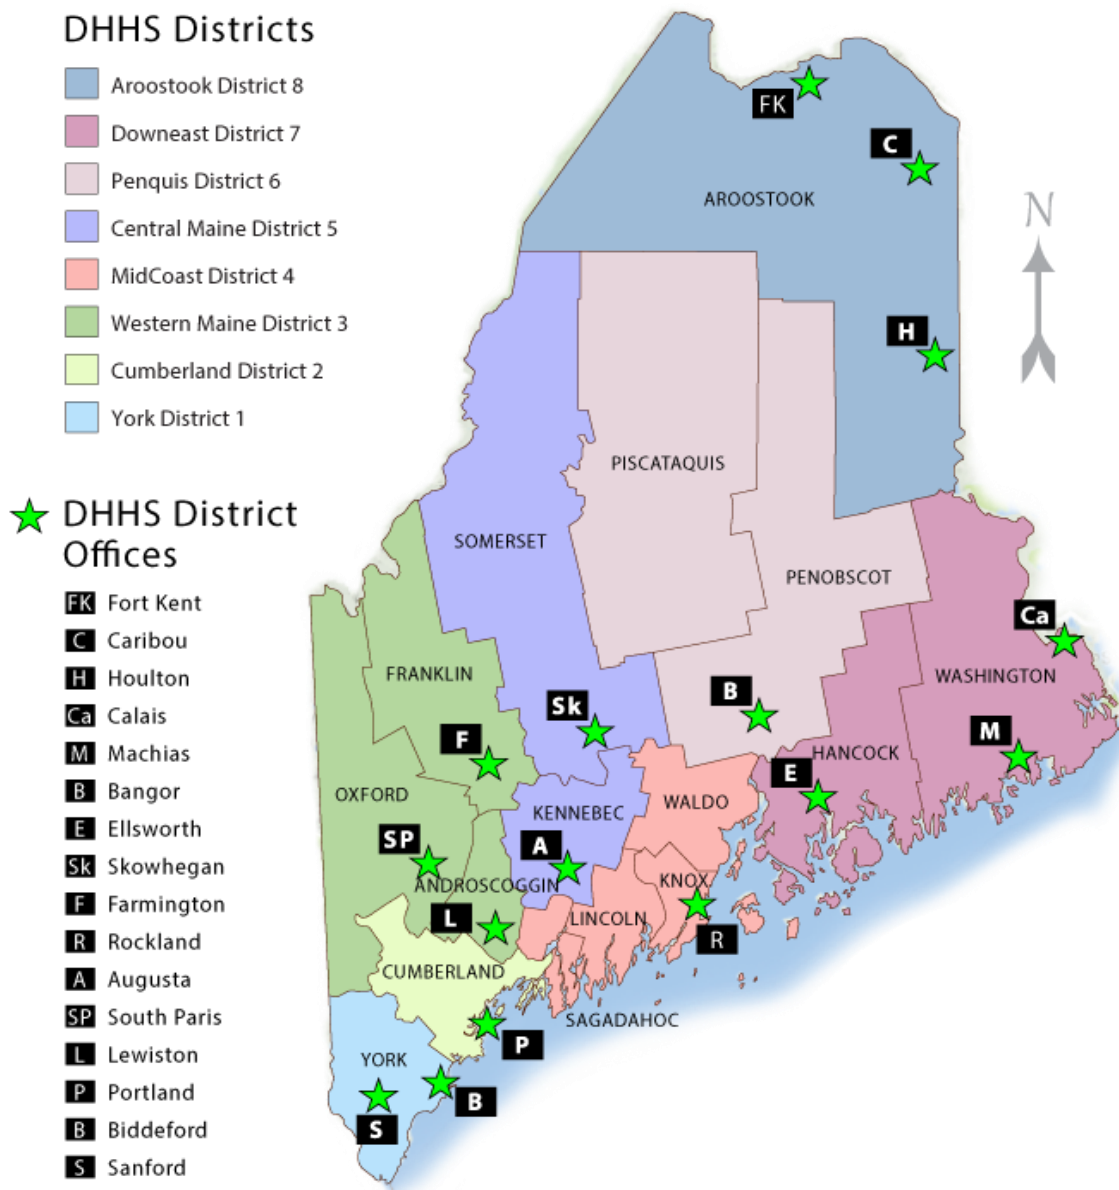 DHHS Districts
Aroostook District 8
Downeast District 7
Penquis District 6
Central Maine District 5
MidCoast District 4
Western Maine District 3
Cumberland District 2
York District 1
DHHS District
Offices
FK Fort Kent
C Caribou
H Houlton
Ca Calais
M Machias
B Bangor
E Ellsworth
Sk Skowhegan
F Farmington
R Rockland
A Augusta
SP South Paris
L Lewiston
P Portland
B Biddeford
S Sanford
FK
C
AROOSTOOK
N
H
PISCATAQUIS
SOMERSET
PENOBSCOT
Ca
FRANKLIN
WASHINGTON
B
Sk
F
M
HANCOCK
E
OXFORD
WALDO
KENNEBEC
SP
A
KNOX
ANDROSCOGGIN
L
LINCOLN
R
CUMBERLAND
SAGADAHOC
P
YORK
B
S